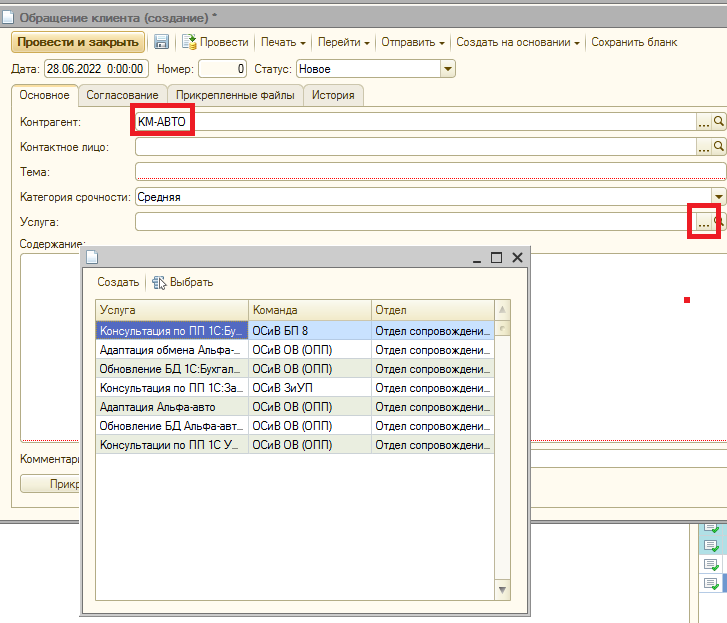 Обращение клиента (создание) *
Провести и закрыть Провести Печать Перейти Отправить Создать на основании Сохранить бланк
Дата: 28.06.2022 0:00:00 Номер: 0 Статус: Новое
Основное Согласование Прикрепленные файлы История
Контрагент: КМ-АВТО ...
Контактное лицо: ...
Тема:
Категория срочности: Средняя
Услуга: ...
Содержание:
Создать Выбрать
Услуга Команда Отдел
Консультация по ПП 1С:Бу... ОСиВ БП 8 Отдел сопровождени...
Адаптация обмена Альфа-... ОСиВ ОВ (ОПП) Отдел сопровождени...
Обновление БД 1С:Бухгал... ОСиВ ОВ (ОПП) Отдел сопровождени...
Консультация по ПП 1С:За... ОСиВ ЗиУП Отдел сопровождени...
Адаптация Альфа-авто ОСиВ ОВ (ОПП) Отдел сопровождени...
Обновление БД Альфа-авт... ОСиВ ОВ (ОПП) Отдел сопровождени...
Консультации по ПП 1С У... ОСиВ ОВ (ОПП) Отдел сопровождени...
Комментари
Прикр